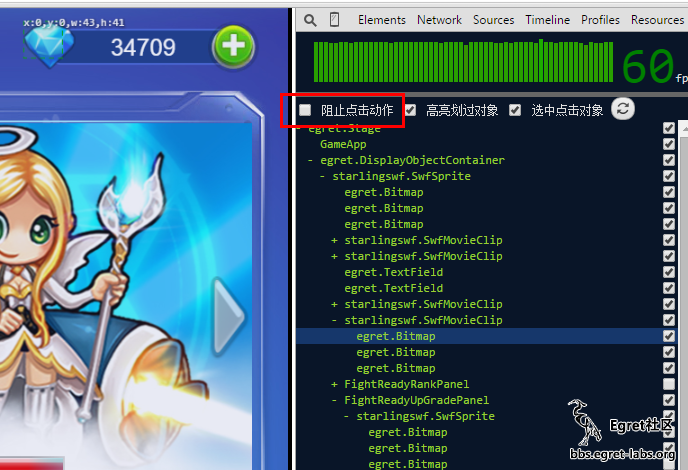 x:0,y:0,w:43,h:41
34709
Elements Network Sources Timeline Profiles Resources
60
fp
阻止点击动作 高亮划过对象 选中点击对象
- egret.Stage
GameApp
- egret.DisplayObjectContainer
- starlingswf.SwfSprite
egret.Bitmap
egret.Bitmap
egret.Bitmap
+ starlingswf.SwfMovieClip
+ starlingswf.SwfMovieClip
egret.TextField
egret.TextField
+ starlingswf.SwfMovieClip
- starlingswf.SwfMovieClip
egret.Bitmap
egret.Bitmap
egret.Bitmap
+ FightReadyRankPanel
- FightReadyUpGradePanel
- starlingswf.SwfSprite
egret.Bitmap
egret.Bitmap
egret.Bitmap
Egret社区
bbs.egret-labs.org